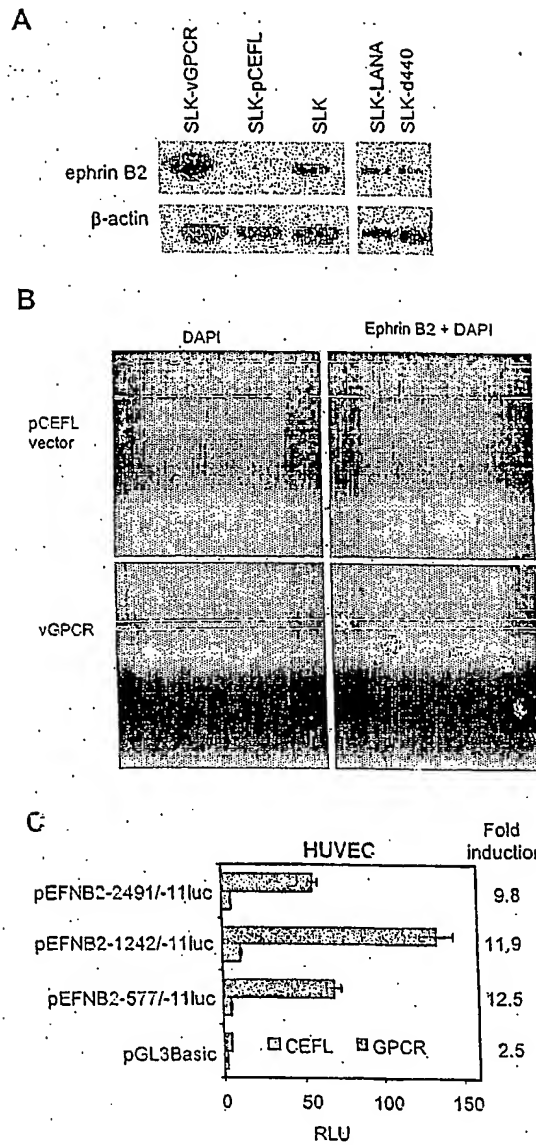 A
SLK-vGPCR
SLK-pCEFL
SLK
SLK-LANA
SLK-d440
ephrin B2
β-actin
B
DAPI
Ephrin B2 + DAPI
pCEFL
vector
vGPCR
C
HUVEC
Fold
induction
pEFNB2-2491/-11luc
9.8
pEFNB2-1242/-11luc
11.9
pEFNB2-577/-11luc
12.5
pGL3Basic
CEFL
GPCR
2.5
0
50
100
150
RLU